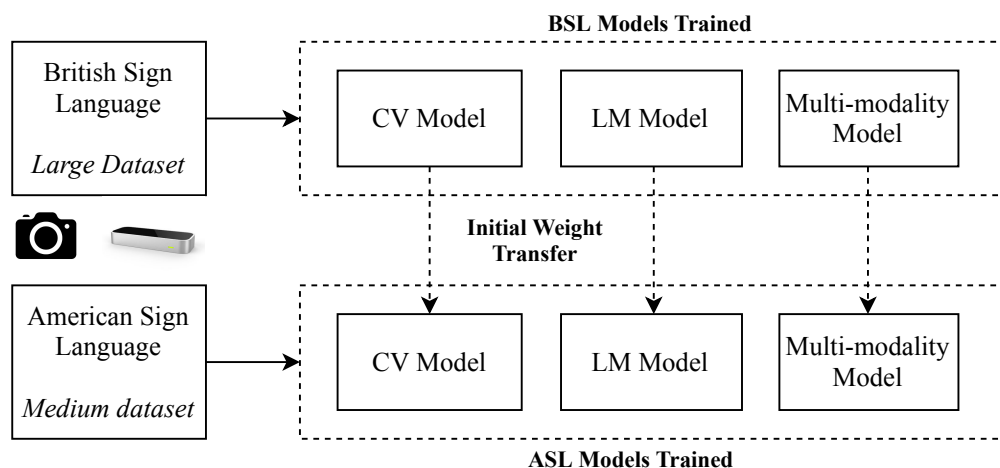 BSL Models Trained
British Sign
Language
Large Dataset
CV Model
LM Model
Multi-modality
Model
Initial Weight
Transfer
American Sign
Language
Medium dataset
CV Model
LM Model
Multi-modality
Model
ASL Models Trained